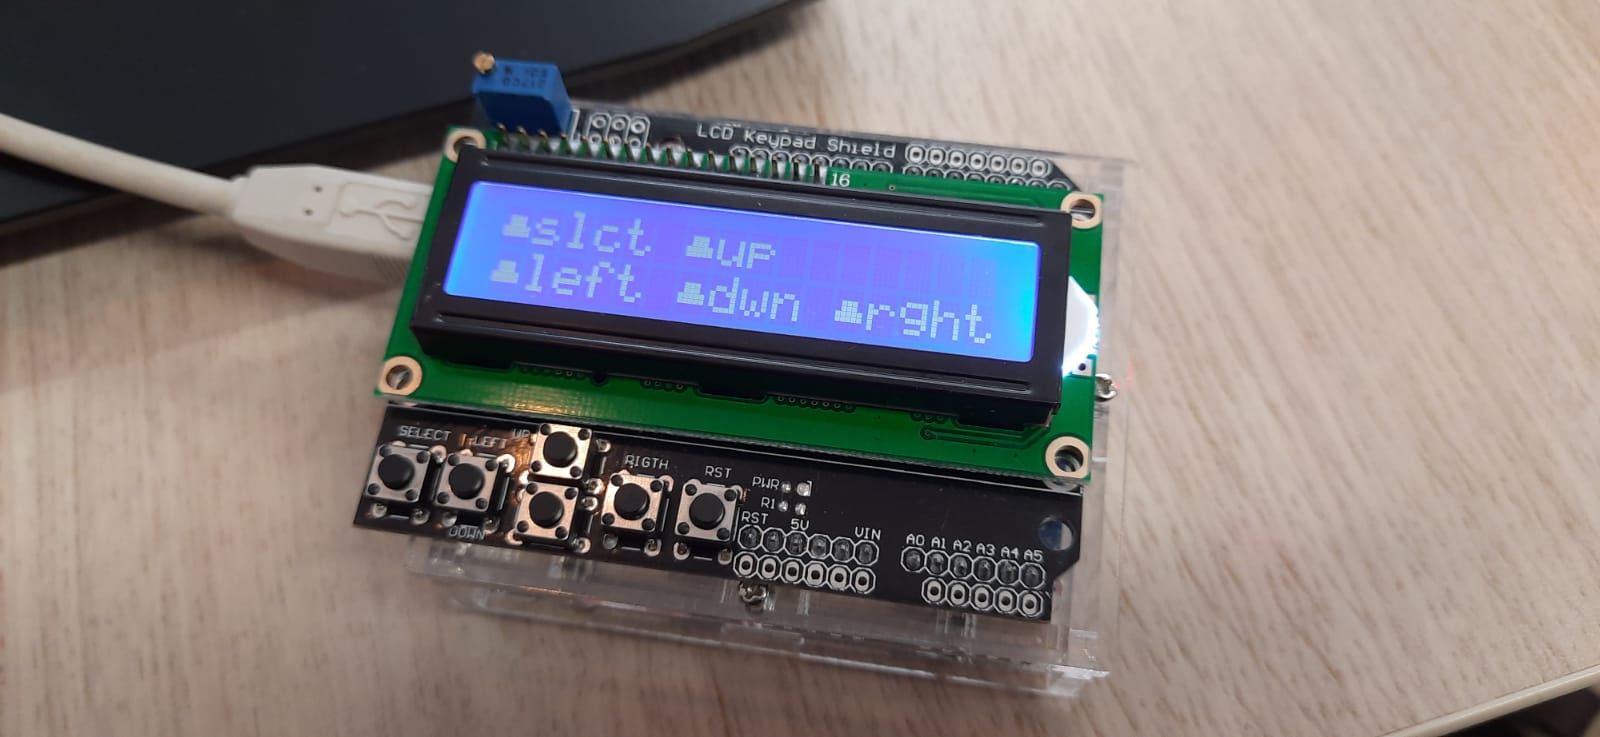 LCD Keypad Shield
16
slct up
left dwn rght
SELECT
LEFT
UP
RIGTH
RST
DOWN
PWR
R1
RST 5V VIN
A0 A1 A2 A3 A4 A5